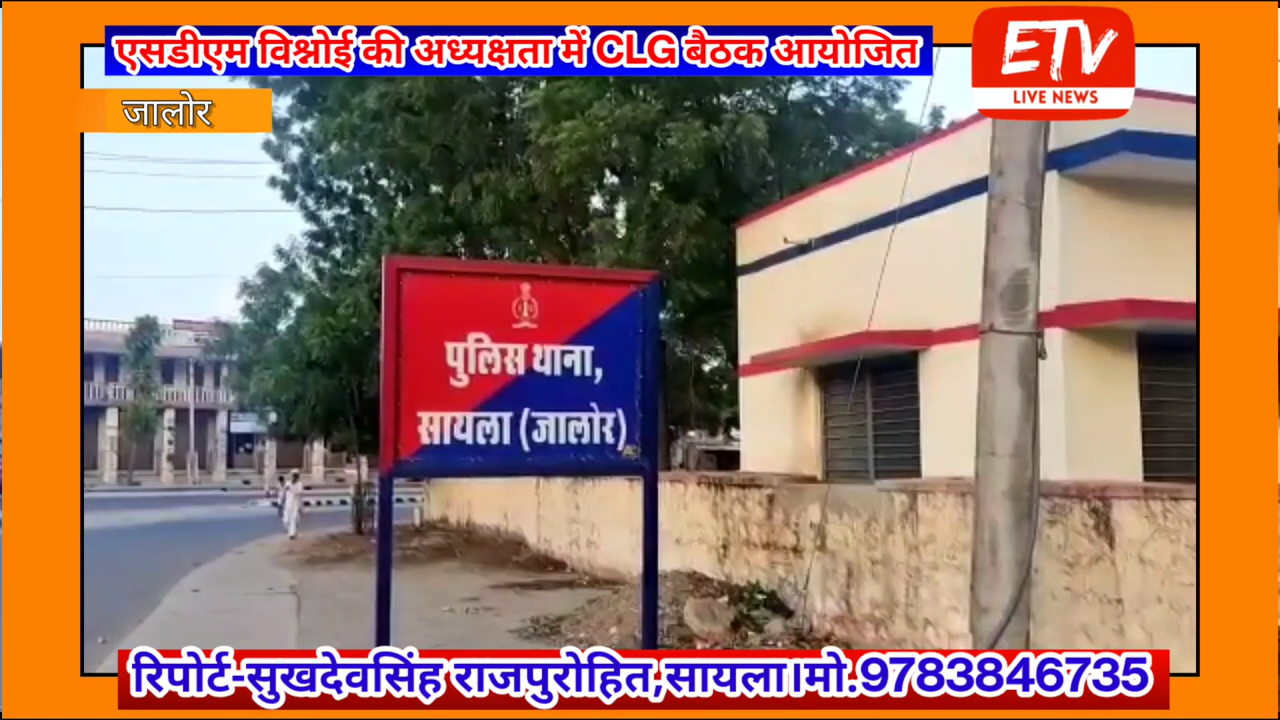 एसडीएम विश्नोई की अध्यक्षता में CLG बैठक आयोजित
ETV
LIVE NEWS
जालोर
पुलिस थाना,
सायला (जालोर)
रिपोर्ट-सुखदेवसिंह राजपुरोहित,सायला।मो.9783846735